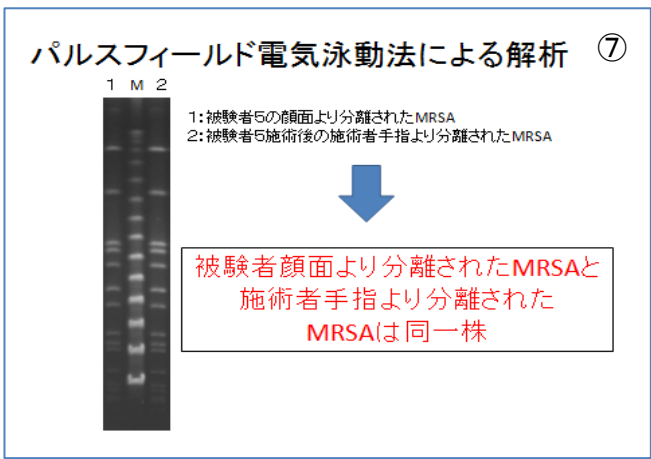 パルスフィールド電気泳動法による解析 ⑦
1 M 2
1:被験者5の顔面より分離されたMRSA
2:被験者5施術後の施術者手指より分離されたMRSA
被験者顔面より分離されたMRSAと
施術者手指より分離された
MRSAは同一株